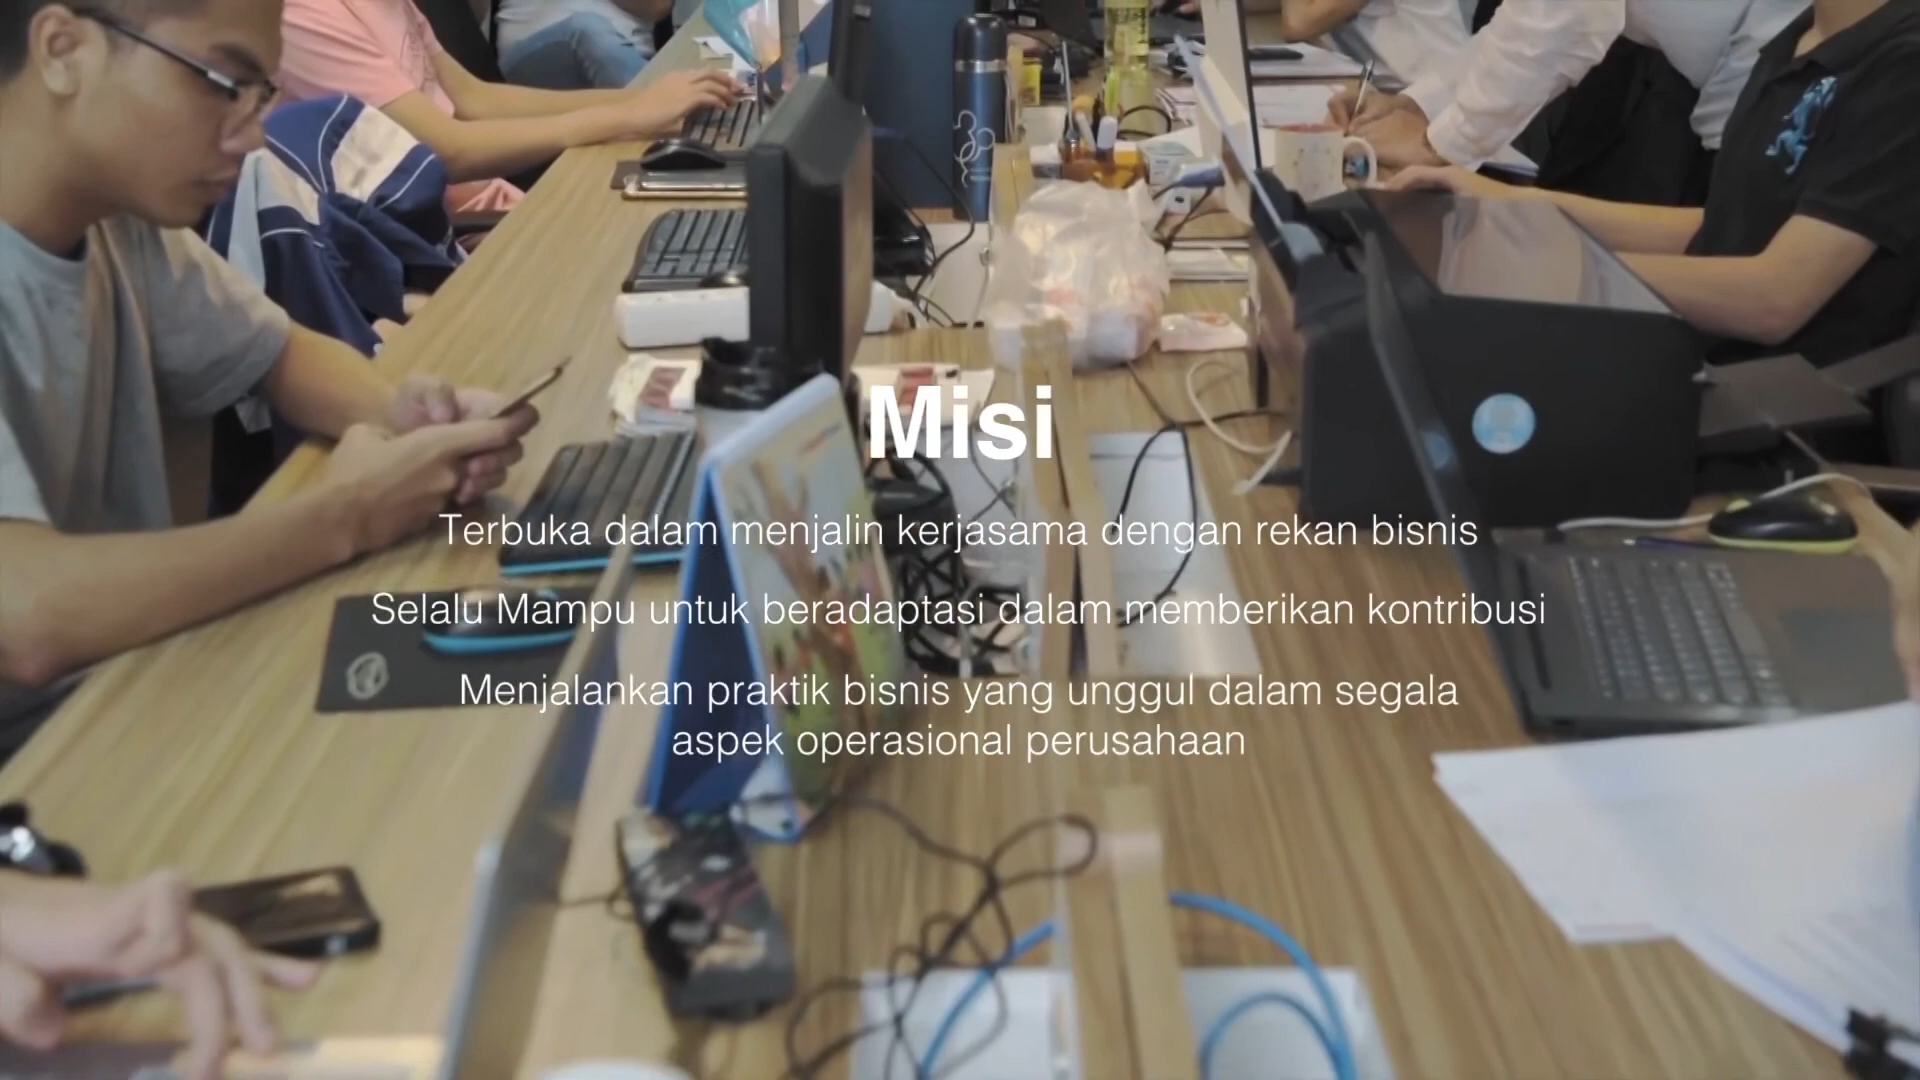 Misi
Terbuka dalam menjalin kerjasama dengan rekan bisnis
Selalu Mampu untuk beradaptasi dalam memberikan kontribusi
Menjalankan praktik bisnis yang unggul dalam segala
aspek operasional perusahaan